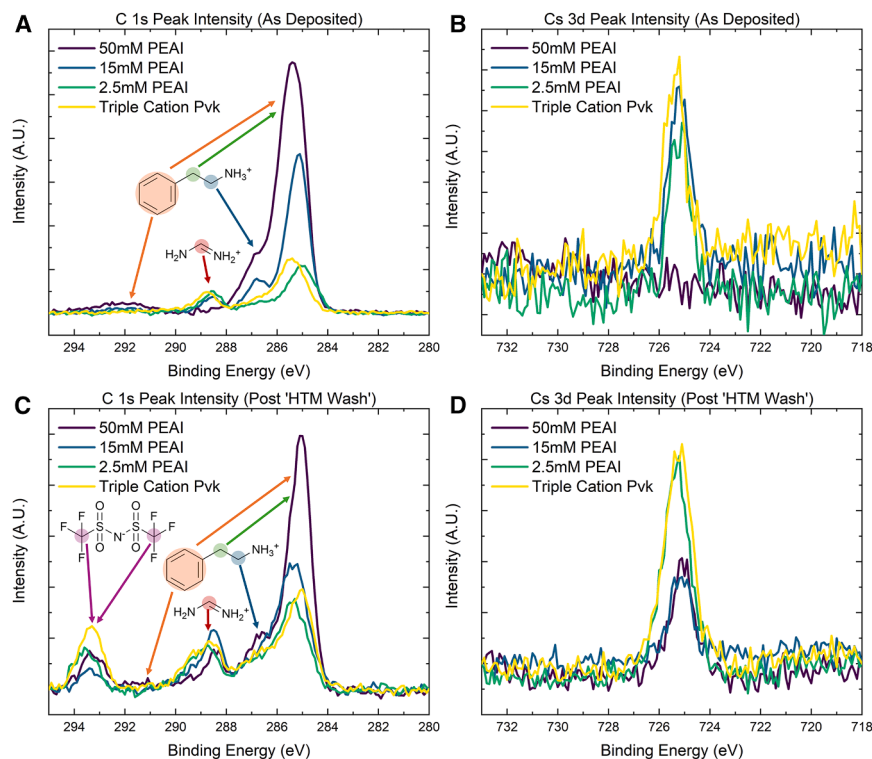 A
C 1s Peak Intensity (As Deposited)
50mM PEAI
15mM PEAI
2.5mM PEAI
Triple Cation Pvk
NH₃⁺
H₂N NH₂⁺
Intensity (A.U.)
294 292 290 288 286 284 282 280
Binding Energy (eV)
B
Cs 3d Peak Intensity (As Deposited)
50mM PEAI
15mM PEAI
2.5mM PEAI
Triple Cation Pvk
Intensity (A.U.)
732 730 728 726 724 722 720 718
Binding Energy (eV)
C
C 1s Peak Intensity (Post 'HTM Wash')
50mM PEAI
15mM PEAI
2.5mM PEAI
Triple Cation Pvk
O O O O
F S S F
F N⁻ F
F O O F
NH₃⁺
H₂N NH₂⁺
Intensity (A.U.)
294 292 290 288 286 284 282 280
Binding Energy (eV)
D
Cs 3d Peak Intensity (Post 'HTM Wash')
50mM PEAI
15mM PEAI
2.5mM PEAI
Triple Cation Pvk
Intensity (A.U.)
732 730 728 726 724 722 720 718
Binding Energy (eV)